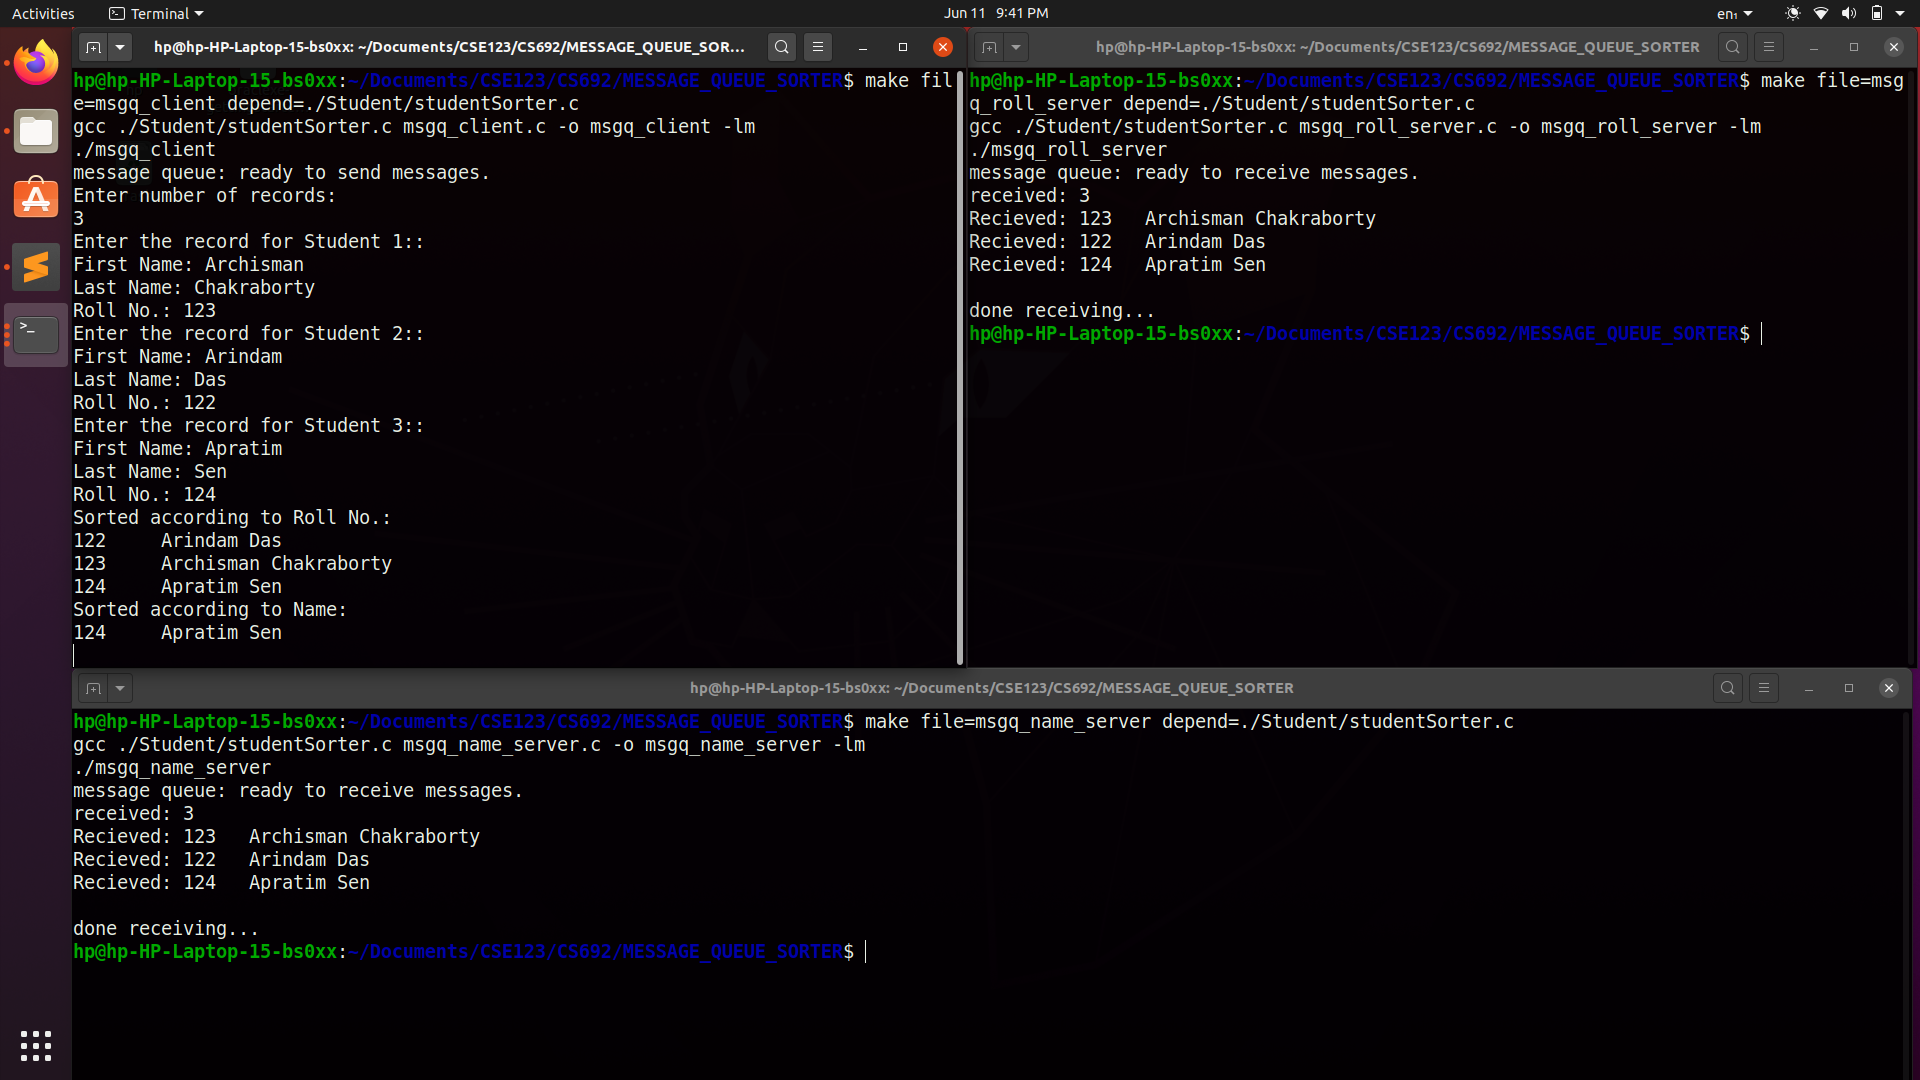 Activities Terminal Jun 11 9:41 PM en₁
hp@hp-HP-Laptop-15-bs0xx: ~/Documents/CSE123/CS692/MESSAGE_QUEUE_SOR...
hp@hp-HP-Laptop-15-bs0xx:~/Documents/CSE123/CS692/MESSAGE_QUEUE_SORTER$ make fil
e=msgq_client depend=./Student/studentSorter.c
gcc ./Student/studentSorter.c msgq_client.c -o msgq_client -lm
./msgq_client
message queue: ready to send messages.
Enter number of records:
3
Enter the record for Student 1::
First Name: Archisman
Last Name: Chakraborty
Roll No.: 123
Enter the record for Student 2::
First Name: Arindam
Last Name: Das
Roll No.: 122
Enter the record for Student 3::
First Name: Apratim
Last Name: Sen
Roll No.: 124
Sorted according to Roll No.:
122 Arindam Das
123 Archisman Chakraborty
124 Apratim Sen
Sorted according to Name:
124 Apratim Sen
hp@hp-HP-Laptop-15-bs0xx: ~/Documents/CSE123/CS692/MESSAGE_QUEUE_SORTER
hp@hp-HP-Laptop-15-bs0xx:~/Documents/CSE123/CS692/MESSAGE_QUEUE_SORTER$ make file=msg
q_roll_server depend=./Student/studentSorter.c
gcc ./Student/studentSorter.c msgq_roll_server.c -o msgq_roll_server -lm
./msgq_roll_server
message queue: ready to receive messages.
received: 3
Recieved: 123 Archisman Chakraborty
Recieved: 122 Arindam Das
Recieved: 124 Apratim Sen
done receiving...
hp@hp-HP-Laptop-15-bs0xx:~/Documents/CSE123/CS692/MESSAGE_QUEUE_SORTER$
hp@hp-HP-Laptop-15-bs0xx: ~/Documents/CSE123/CS692/MESSAGE_QUEUE_SORTER
hp@hp-HP-Laptop-15-bs0xx:~/Documents/CSE123/CS692/MESSAGE_QUEUE_SORTER$ make file=msgq_name_server depend=./Student/studentSorter.c
gcc ./Student/studentSorter.c msgq_name_server.c -o msgq_name_server -lm
./msgq_name_server
message queue: ready to receive messages.
received: 3
Recieved: 123 Archisman Chakraborty
Recieved: 122 Arindam Das
Recieved: 124 Apratim Sen
done receiving...
hp@hp-HP-Laptop-15-bs0xx:~/Documents/CSE123/CS692/MESSAGE_QUEUE_SORTER$